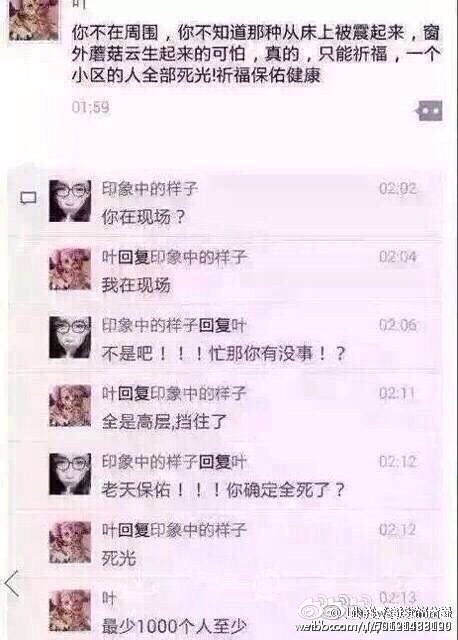 叶
你不在周围，你不知道那种从床上被震起来，窗
外蘑菇云生起来的可怕，真的，只能祈福，一个
小区的人全部死光!祈福保佑健康
01:59
印象中的样子 02:02
你在现场？
叶回复印象中的样子 02:04
我在现场
印象中的样子回复叶 02:06
不是吧！！！忙那你有没事！？
叶回复印象中的样子 02:11
全是高层,挡住了
印象中的样子回复叶 02:12
老天保佑！！！你确定全死了？
叶回复印象中的样子 02:12
死光
叶 02:13
最少1000个人至少